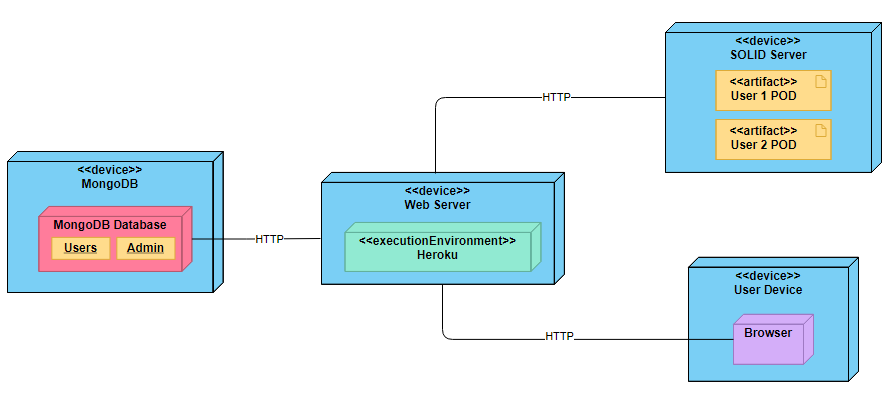 <<device>>
SOLID Server
<<artifact>>
User 1 POD
<<artifact>>
User 2 POD
HTTP
<<device>>
MongoDB
MongoDB Database
Users
Admin
HTTP
<<device>>
Web Server
<<executionEnvironment>>
Heroku
<<device>>
User Device
Browser
HTTP